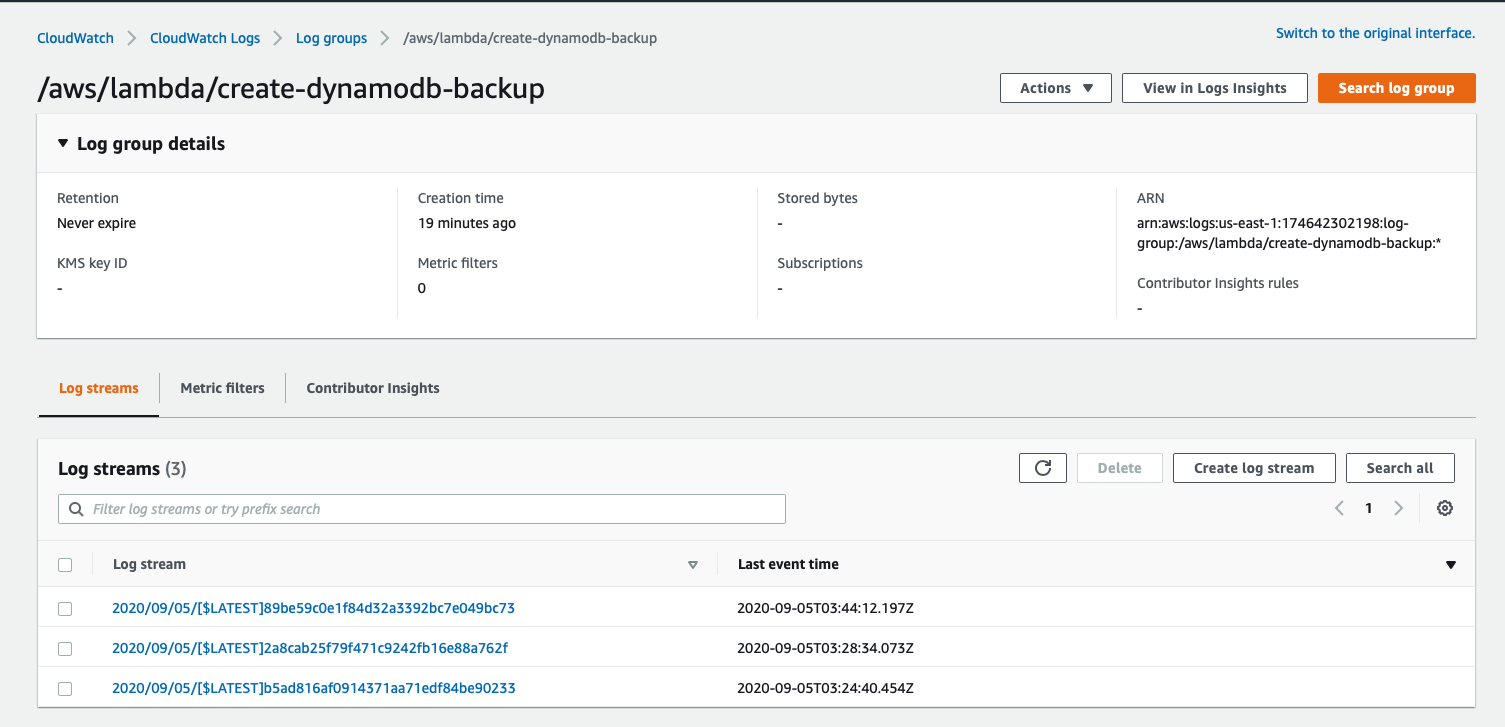 CloudWatch > CloudWatch Logs > Log groups > /aws/lambda/create-dynamodb-backup
Switch to the original interface.
/aws/lambda/create-dynamodb-backup
Actions View in Logs Insights Search log group
Log group details
Retention
Never expire
KMS key ID
-
Creation time
19 minutes ago
Metric filters
0
Stored bytes
-
Subscriptions
-
ARN
arn:aws:logs:us-east-1:174642302198:log-
group:/aws/lambda/create-dynamodb-backup:*
Contributor Insights rules
-
Log streams Metric filters Contributor Insights
Log streams (3)
Delete Create log stream Search all
Filter log streams or try prefix search
1
Log stream Last event time
2020/09/05/[$LATEST]89be59c0e1f84d32a3392bc7e049bc73 2020-09-05T03:44:12.197Z
2020/09/05/[$LATEST]2a8cab25f79f471c9242fb16e88a762f 2020-09-05T03:28:34.073Z
2020/09/05/[$LATEST]b5ad816af0914371aa71edf84be90233 2020-09-05T03:24:40.454Z